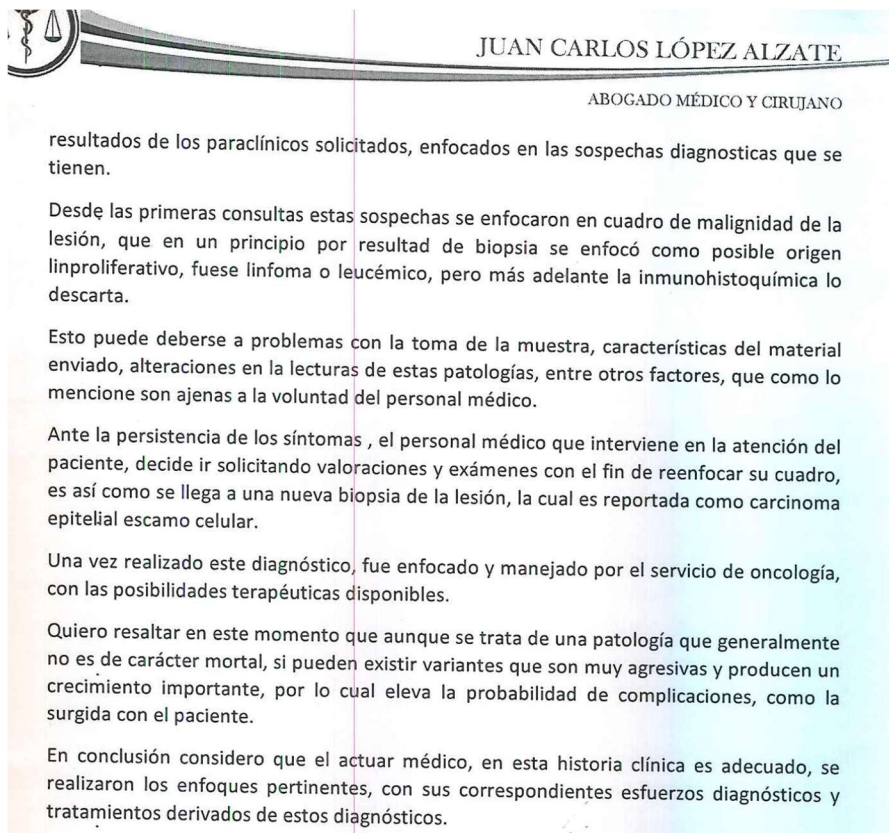 JUAN CARLOS LÓPEZ ALZATE
ABOGADO MÉDICO Y CIRUJANO
resultados de los paraclínicos solicitados, enfocados en las sospechas diagnosticas que se
tienen.
Desde las primeras consultas estas sospechas se enfocaron en cuadro de malignidad de la
lesión, que en un principio por resultad de biopsia se enfocó como posible origen
linproliferativo, fuese linfoma o leucémico, pero más adelante la inmunohistoquímica lo
descarta.
Esto puede deberse a problemas con la toma de la muestra, características del material
enviado, alteraciones en la lecturas de estas patologías, entre otros factores, que como lo
mencione son ajenas a la voluntad del personal médico.
Ante la persistencia de los síntomas , el personal médico que interviene en la atención del
paciente, decide ir solicitando valoraciones y exámenes con el fin de reenfocar su cuadro,
es así como se llega a una nueva biopsia de la lesión, la cual es reportada como carcinoma
epitelial escamo celular.
Una vez realizado este diagnóstico, fue enfocado y manejado por el servicio de oncología,
con las posibilidades terapéuticas disponibles.
Quiero resaltar en este momento que aunque se trata de una patología que generalmente
no es de carácter mortal, si pueden existir variantes que son muy agresivas y producen un
crecimiento importante, por lo cual eleva la probabilidad de complicaciones, como la
surgida con el paciente.
En conclusión considero que el actuar médico, en esta historia clínica es adecuado, se
realizaron los enfoques pertinentes, con sus correspondientes esfuerzos diagnósticos y
tratamientos derivados de estos diagnósticos.